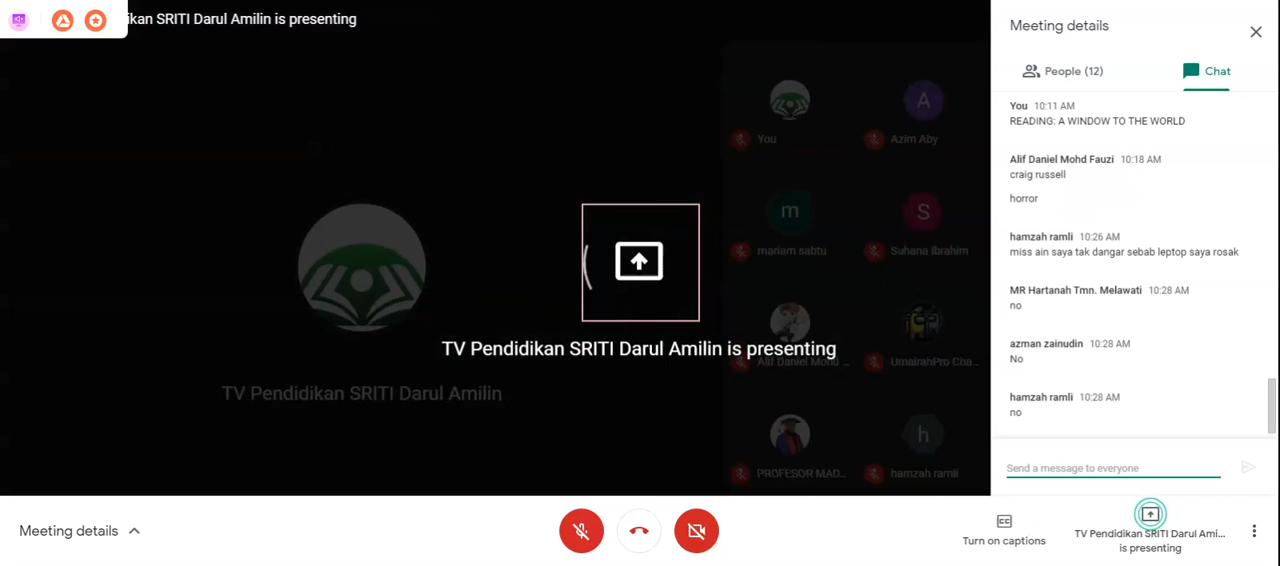 ikan SRITI Darul Amilin is presenting
Meeting details
People (12)
Chat
You 10:11 AM
READING: A WINDOW TO THE WORLD
Alif Daniel Mohd Fauzi 10:18 AM
craig russell
horror
hamzah ramli 10:26 AM
miss ain saya tak dangar sebab leptop saya rosak
MR Hartanah Tmn. Melawati 10:28 AM
no
azman zainudin 10:28 AM
No
hamzah ramli 10:28 AM
no
Send a message to everyone
A
You
Azim Aby
m
S
mariam sabtu
Suhana Ibrahim
TV Pendidikan SRITI Darul Amilin is presenting
Alif Daniel Mohd ...
UmairahPro Cha...
TV Pendidikan SRITI Darul Amilin
h
PROFESOR MAD...
hamzah ramli
Meeting details
Turn on captions
TV Pendidikan SRITI Darul Ami...
is presenting